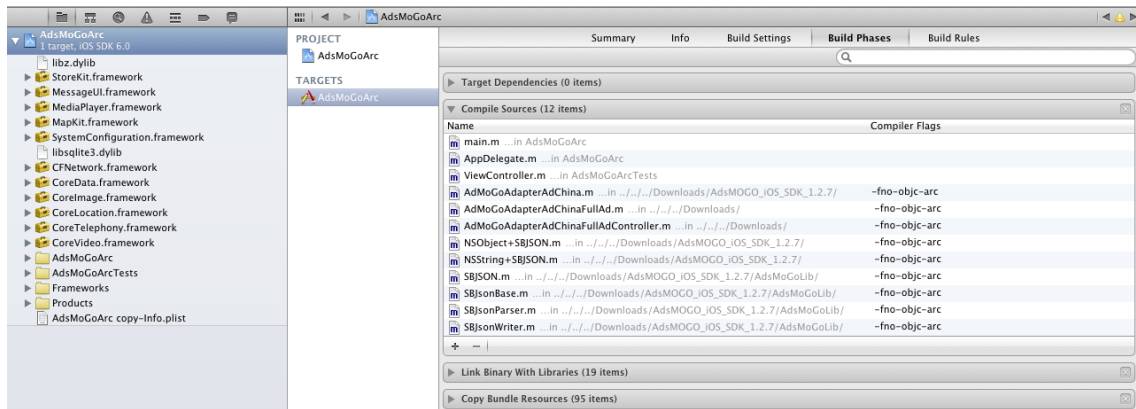 AdsMoGoArc
AdsMoGoArc
1 target, iOS SDK 6.0
libz.dylib
StoreKit.framework
MessageUI.framework
MediaPlayer.framework
MapKit.framework
SystemConfiguration.framework
libsqlite3.dylib
CFNetwork.framework
CoreData.framework
CoreImage.framework
CoreLocation.framework
CoreTelephony.framework
CoreVideo.framework
AdsMoGoArc
AdsMoGoArcTests
Frameworks
Products
AdsMoGoArc copy-Info.plist
PROJECT
AdsMoGoArc
TARGETS
AdsMoGoArc
Summary Info Build Settings Build Phases Build Rules
Target Dependencies (0 items)
Compile Sources (12 items)
Name Compiler Flags
main.m ...in AdsMoGoArc
AppDelegate.m ...in AdsMoGoArc
ViewController.m ...in AdsMoGoArcTests
AdMoGoAdapterAdChina.m ...in ../../../Downloads/AdsMOGO_iOS_SDK_1.2.7/ -fno-objc-arc
AdMoGoAdapterAdChinaFullAd.m ...in ../../../Downloads/ -fno-objc-arc
AdMoGoAdapterAdChinaFullAdController.m ...in ../../../Downloads/ -fno-objc-arc
NSObject+SBJSON.m ...in ../../../Downloads/AdsMOGO_iOS_SDK_1.2.7/ -fno-objc-arc
NSString+SBJSON.m ...in ../../../Downloads/AdsMOGO_iOS_SDK_1.2.7/ -fno-objc-arc
SBJSON.m ...in ../../../Downloads/AdsMOGO_iOS_SDK_1.2.7/AdsMoGoLib/ -fno-objc-arc
SBJsonBase.m ...in ../../../Downloads/AdsMOGO_iOS_SDK_1.2.7/AdsMoGoLib/ -fno-objc-arc
SBJsonParser.m ...in ../../../Downloads/AdsMOGO_iOS_SDK_1.2.7/AdsMoGoLib/ -fno-objc-arc
SBJsonWriter.m ...in ../../../Downloads/AdsMOGO_iOS_SDK_1.2.7/AdsMoGoLib/ -fno-objc-arc
Link Binary With Libraries (19 items)
Copy Bundle Resources (95 items)